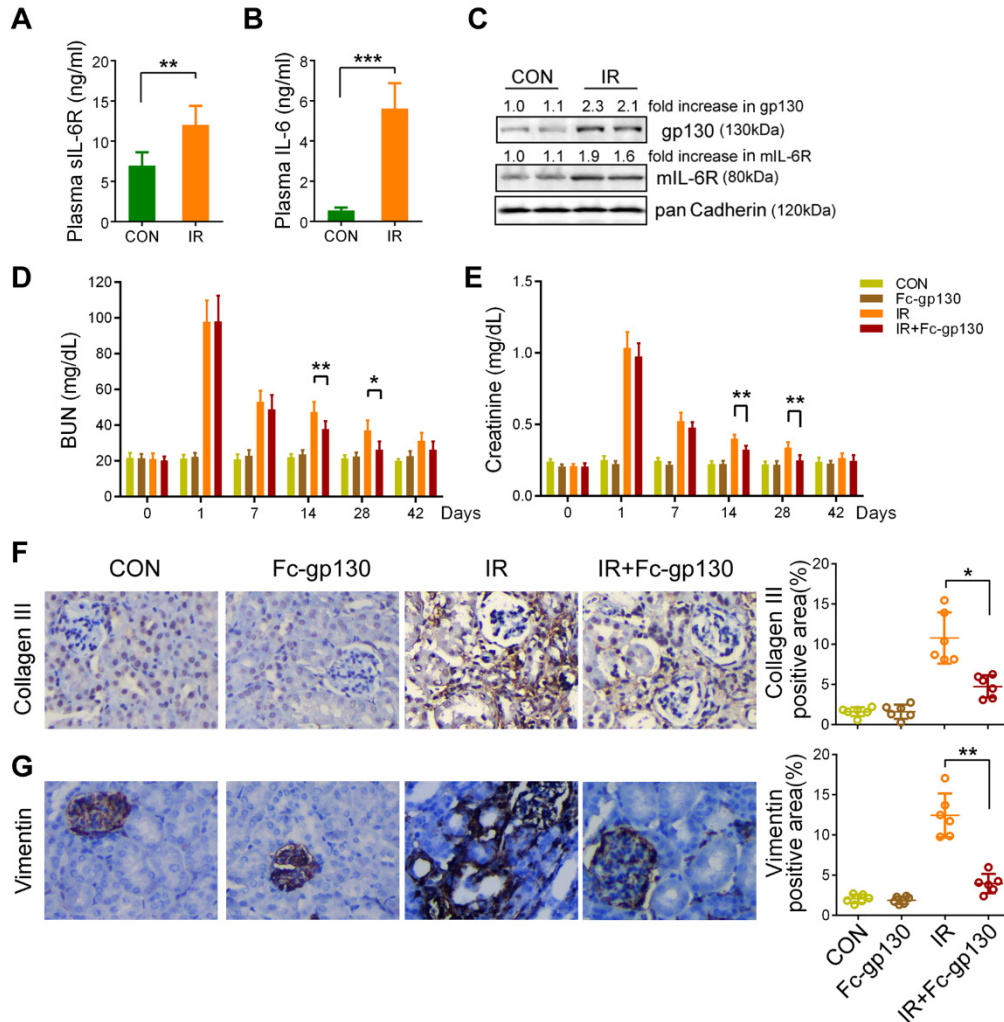 A
**
Plasma sIL-6R (ng/ml)
20
15
10
5
0
CON
IR
B
***
Plasma IL-6 (ng/ml)
8
6
4
2
0
CON
IR
C
CON
IR
1.0 1.1 2.3 2.1 fold increase in gp130
gp130 (130kDa)
1.0 1.1 1.9 1.6 fold increase in mIL-6R
mIL-6R (80kDa)
pan Cadherin (120kDa)
D
BUN (mg/dL)
120
100
80
60
40
20
0
**
*
0 1 7 14 28 42 Days
E
Creatinine (mg/dL)
1.5
1.0
0.5
0.0
**
**
0 1 7 14 28 42 Days
CON
Fc-gp130
IR
IR+Fc-gp130
F
CON
Fc-gp130
IR
IR+Fc-gp130
Collagen III
Collagen III
positive area(%)
20
15
10
5
0
*
G
Vimentin
Vimentin
positive area(%)
20
15
10
5
0
**
CON
Fc-gp130
IR
IR+Fc-gp130